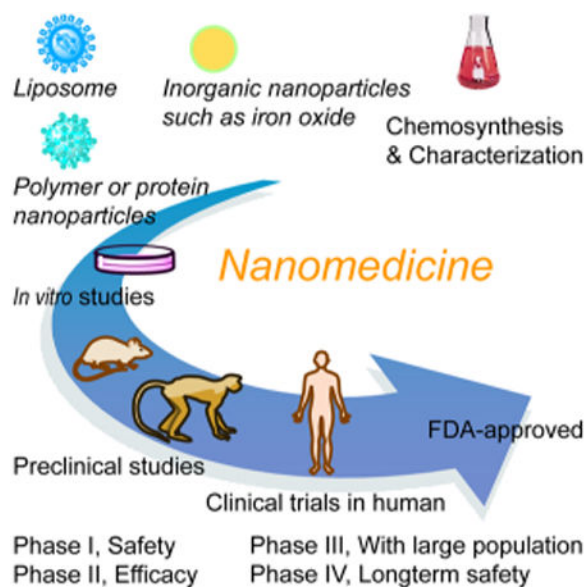 Liposome
Inorganic nanoparticles
such as iron oxide
Chemosynthesis
& Characterization
Polymer or protein
nanoparticles
Nanomedicine
In vitro studies
FDA-approved
Preclinical studies
Clinical trials in human
Phase I, Safety
Phase II, Efficacy
Phase III, With large population
Phase IV, Longterm safety